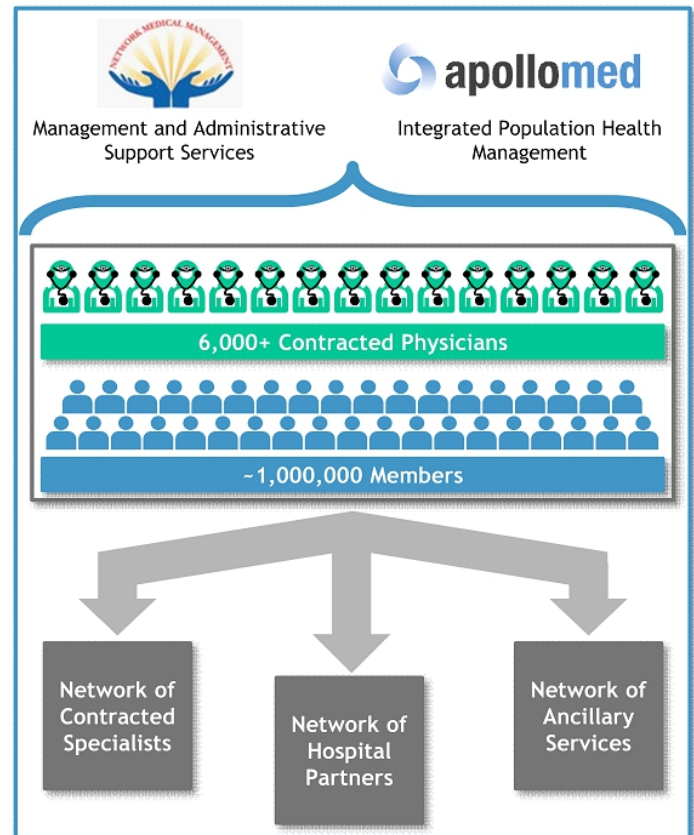 NETWORK MEDICAL MANAGEMENT
apollomed
Management and Administrative
Support Services
Integrated Population Health
Management
6,000+ Contracted Physicians
~1,000,000 Members
Network of
Contracted
Specialists
Network of
Hospital
Partners
Network of
Ancillary
Services